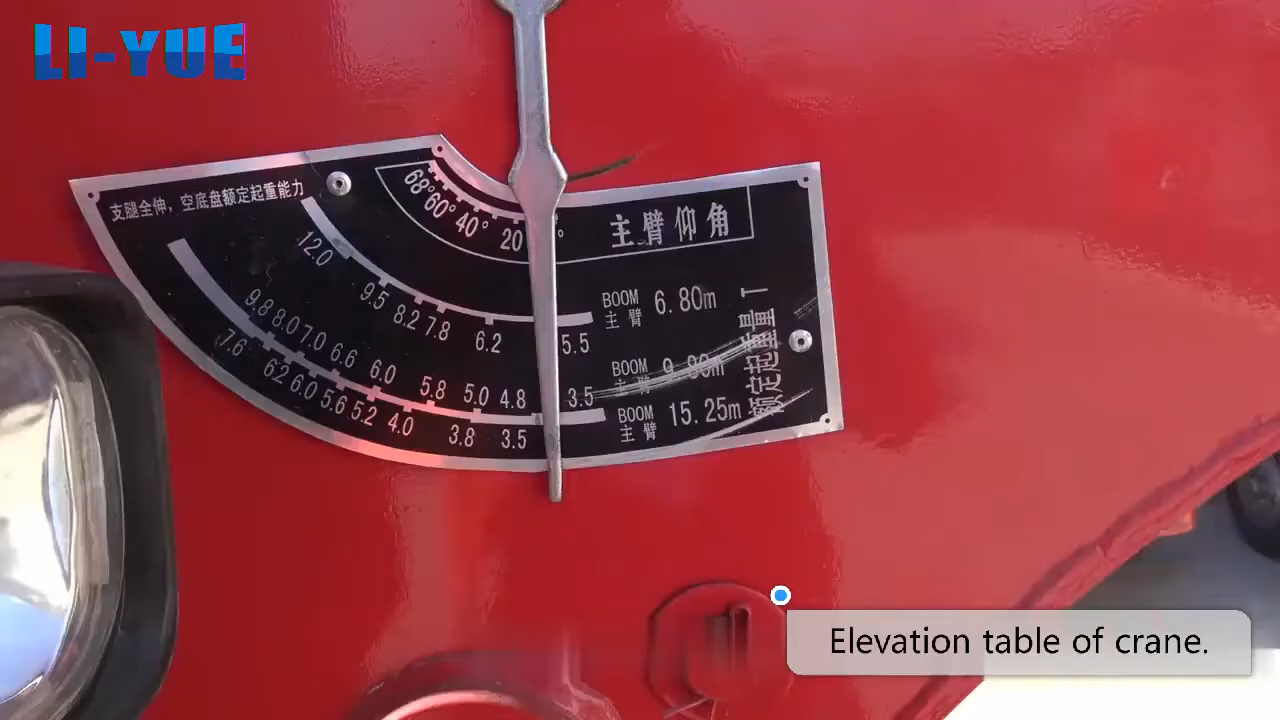 LI-YUE
支腿全伸，空底盘额定起重能力
68° 60° 40° 20 °
主臂仰角
12.0 9.5 8.2 7.8 6.2 5.5
BOOM 6.80m
主臂
9.8 8.0 7.0 6.6 6.0 5.8 5.0 4.8 3.5
BOOM
主臂
7.6 6.2 6.0 5.6 5.2 4.0 3.8 3.5
BOOM 15.25m
主臂
额定起重量T
Elevation table of crane.